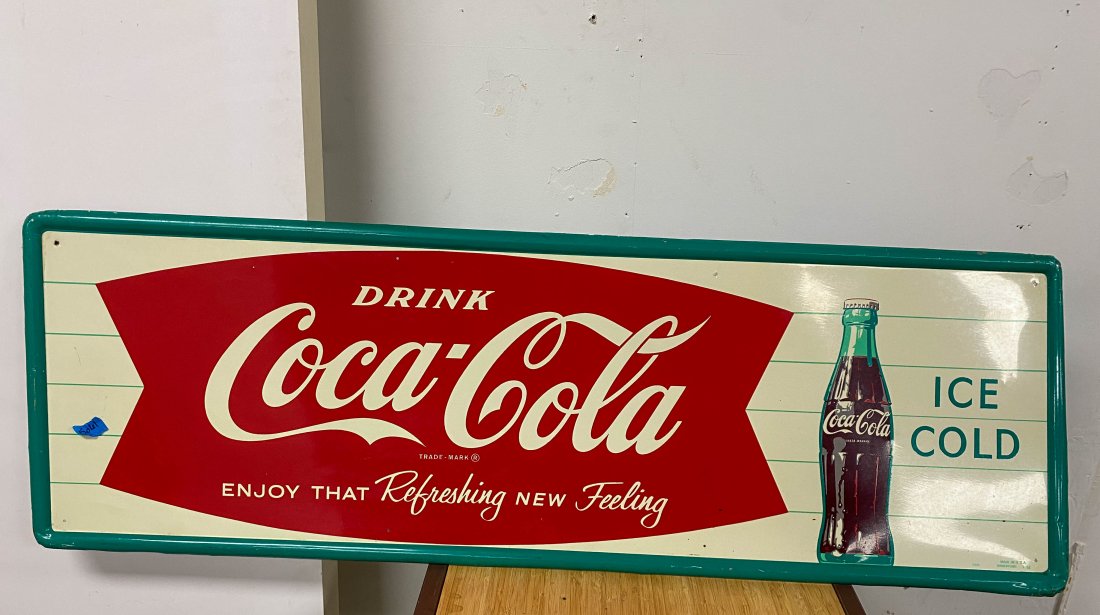 DRINK
Coca-Cola
TRADE-MARK ®
ENJOY THAT Refreshing NEW Feeling
Coca-Cola
ICE
COLD